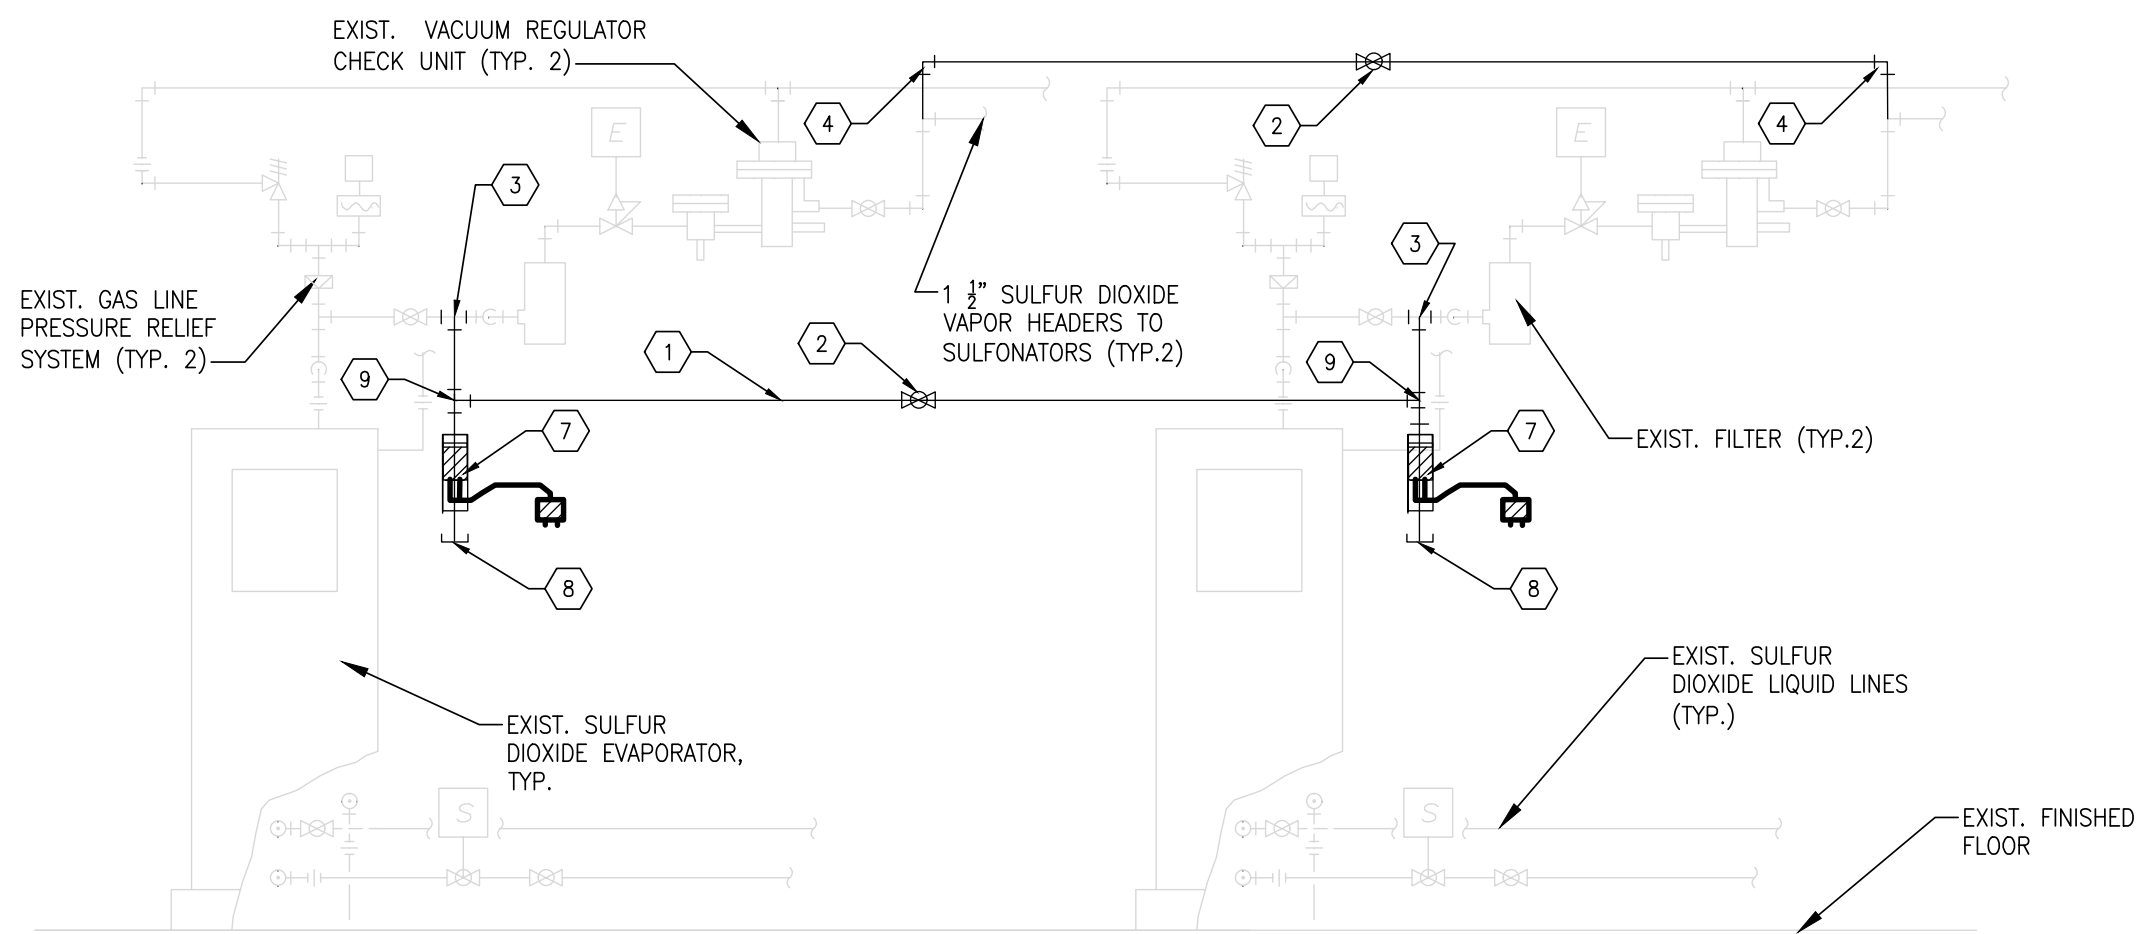 EXIST. VACUUM REGULATOR
CHECK UNIT (TYP. 2)
4
2
4
E
E
3
3
EXIST. GAS LINE
PRESSURE RELIEF
SYSTEM (TYP. 2)
1 1/2" SULFUR DIOXIDE
VAPOR HEADERS TO
SULFONATORS (TYP.2)
9
1
2
9
7
7
EXIST. FILTER (TYP.2)
8
8
EXIST. SULFUR
DIOXIDE EVAPORATOR,
TYP.
EXIST. SULFUR
DIOXIDE LIQUID LINES
(TYP.)
S
S
EXIST. FINISHED
FLOOR